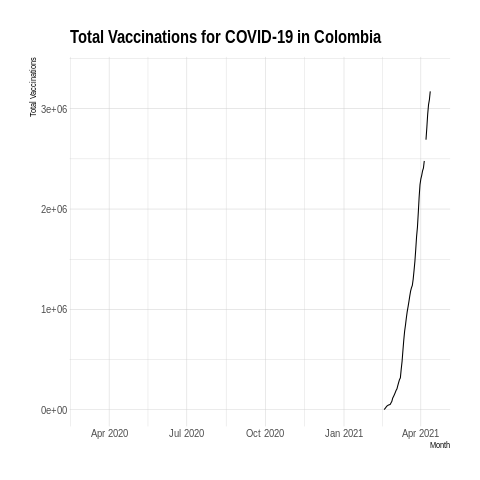 Total Vaccinations for COVID-19 in Colombia
Total Vaccinations
3e+06
2e+06
1e+06
0e+00
Apr 2020 Jul 2020 Oct 2020 Jan 2021 Apr 2021
Month